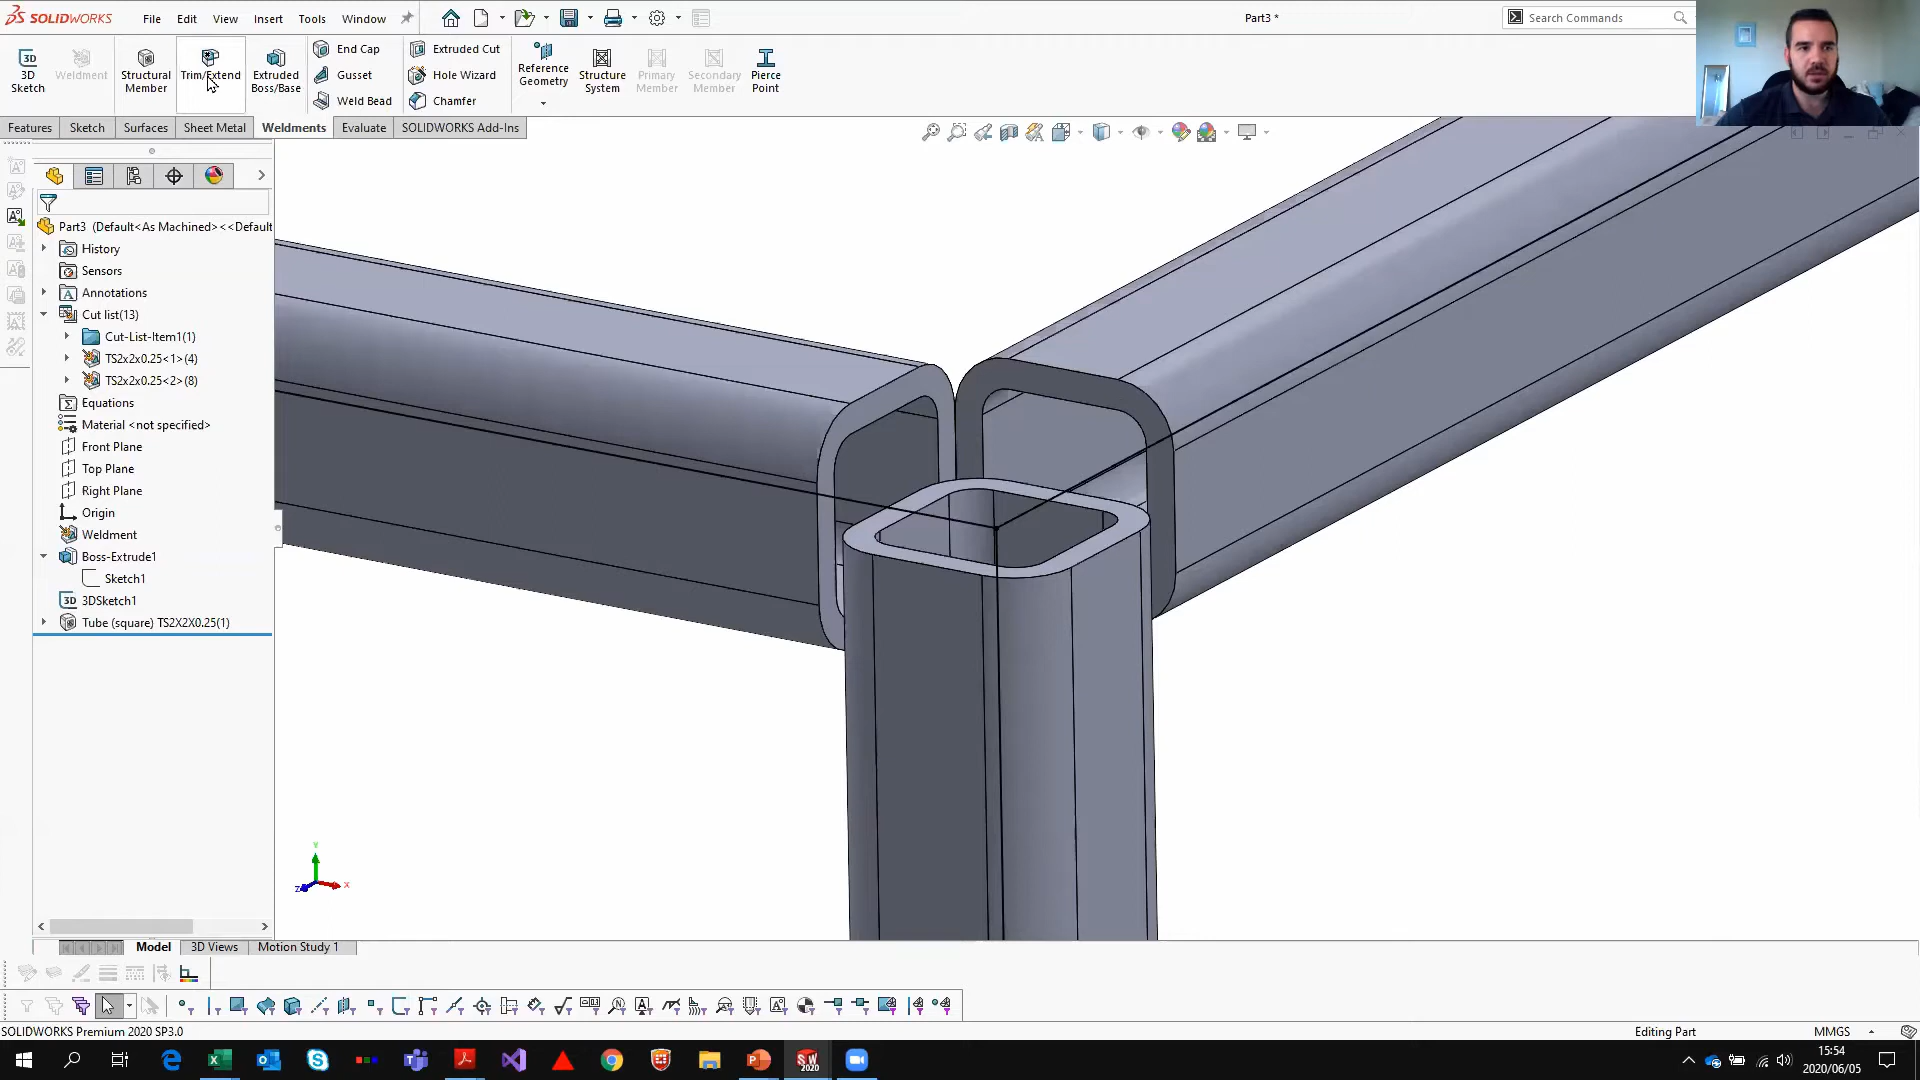 SOLIDWORKS
File Edit View Insert Tools Window
Part3 *
Search Commands
3D Sketch
Weldment
Structural Member
Trim/Extend
Extruded Boss/Base
End Cap
Gusset
Weld Bead
Extruded Cut
Hole Wizard
Chamfer
Reference Geometry
Structure System
Primary Member
Secondary Member
Pierce Point
Features Sketch Surfaces Sheet Metal Weldments Evaluate SOLIDWORKS Add-Ins
Part3 (Default<As Machined><<Default
History
Sensors
Annotations
Cut list(13)
Cut-List-Item1(1)
TS2x2x0.25<1>(4)
TS2x2x0.25<2>(8)
Equations
Material <not specified>
Front Plane
Top Plane
Right Plane
Origin
Weldment
Boss-Extrude1
Sketch1
3DSketch1
Tube (square) TS2X2X0.25(1)
Y
Z X
Model 3D Views Motion Study 1
SOLIDWORKS Premium 2020 SP3.0
Editing Part
MMGS
15:54
2020/06/05